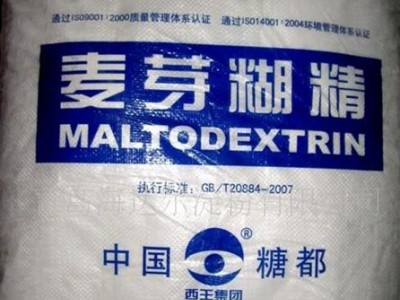 通过ISO9001:2000质量管理体系认证 通过ISO14001:2004环境管理体系认证
麦芽糊精
MALTODEXTRIN
执行标准: GB/T20884-2007
中国 ® 糖都
西王集团